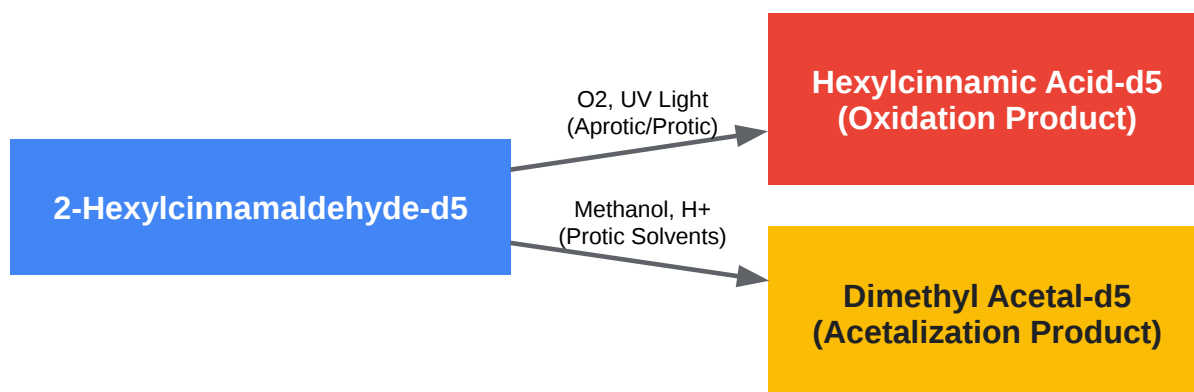 2-Hexylcinnamaldehyde-d5
O2, UV Light
(Aprotic/Protic)
Hexylcinnamic Acid-d5
(Oxidation Product)
Methanol, H+
(Protic Solvents)
Dimethyl Acetal-d5
(Acetalization Product)